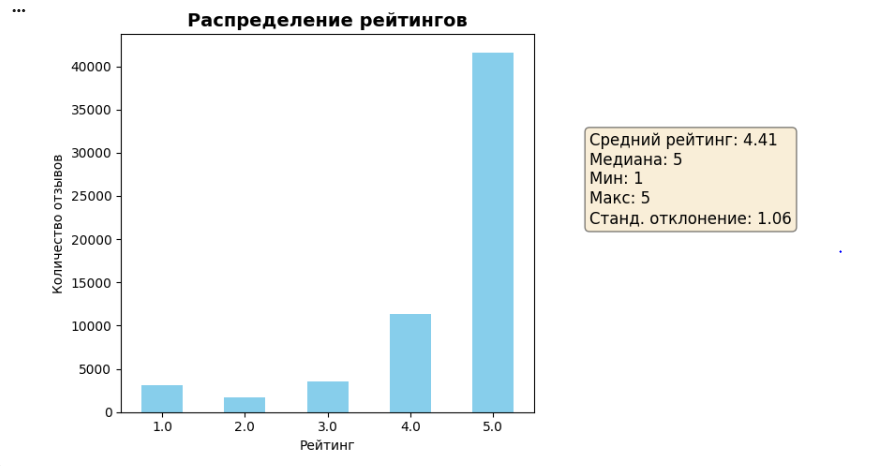 ...
Распределение рейтингов
Количество отзывов
40000
35000
30000
25000
20000
15000
10000
5000
0
1.0 2.0 3.0 4.0 5.0
Рейтинг
Средний рейтинг: 4.41
Медиана: 5
Мин: 1
Макс: 5
Станд. отклонение: 1.06